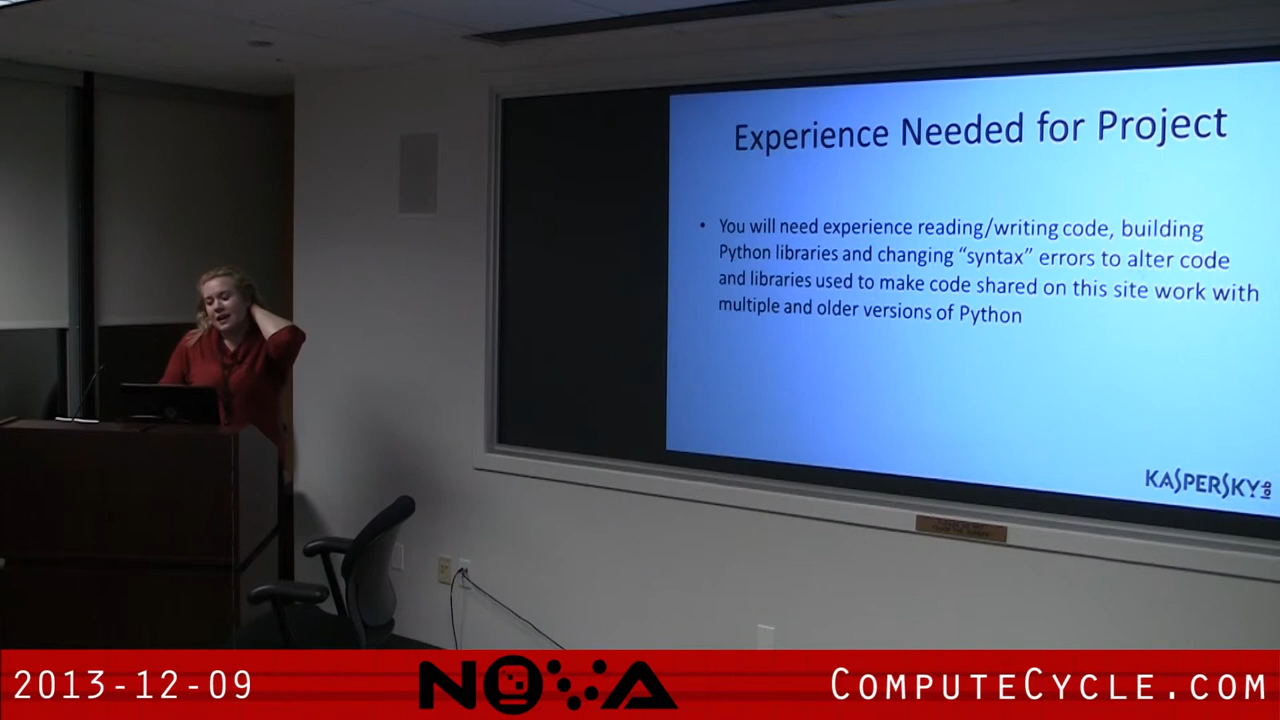 Experience Needed for Project
• You will need experience reading/writing code, building
Python libraries and changing “syntax” errors to alter code
and libraries used to make code shared on this site work with
multiple and older versions of Python
KASPERSKY lab
2013-12-09
NOVA
COMPUTECYCLE.COM